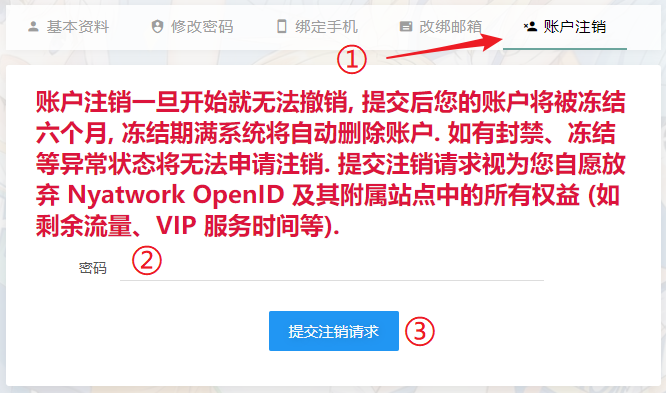 基本资料 修改密码 绑定手机 改绑邮箱 账户注销
①
账户注销一旦开始就无法撤销, 提交后您的账户将被冻结
六个月, 冻结期满系统将自动删除账户. 如有封禁、冻结
等异常状态将无法申请注销. 提交注销请求视为您自愿放
弃 Nyatwork OpenID 及其附属站点中的所有权益 (如
剩余流量、VIP 服务时间等).
密码 ②
提交注销请求 ③